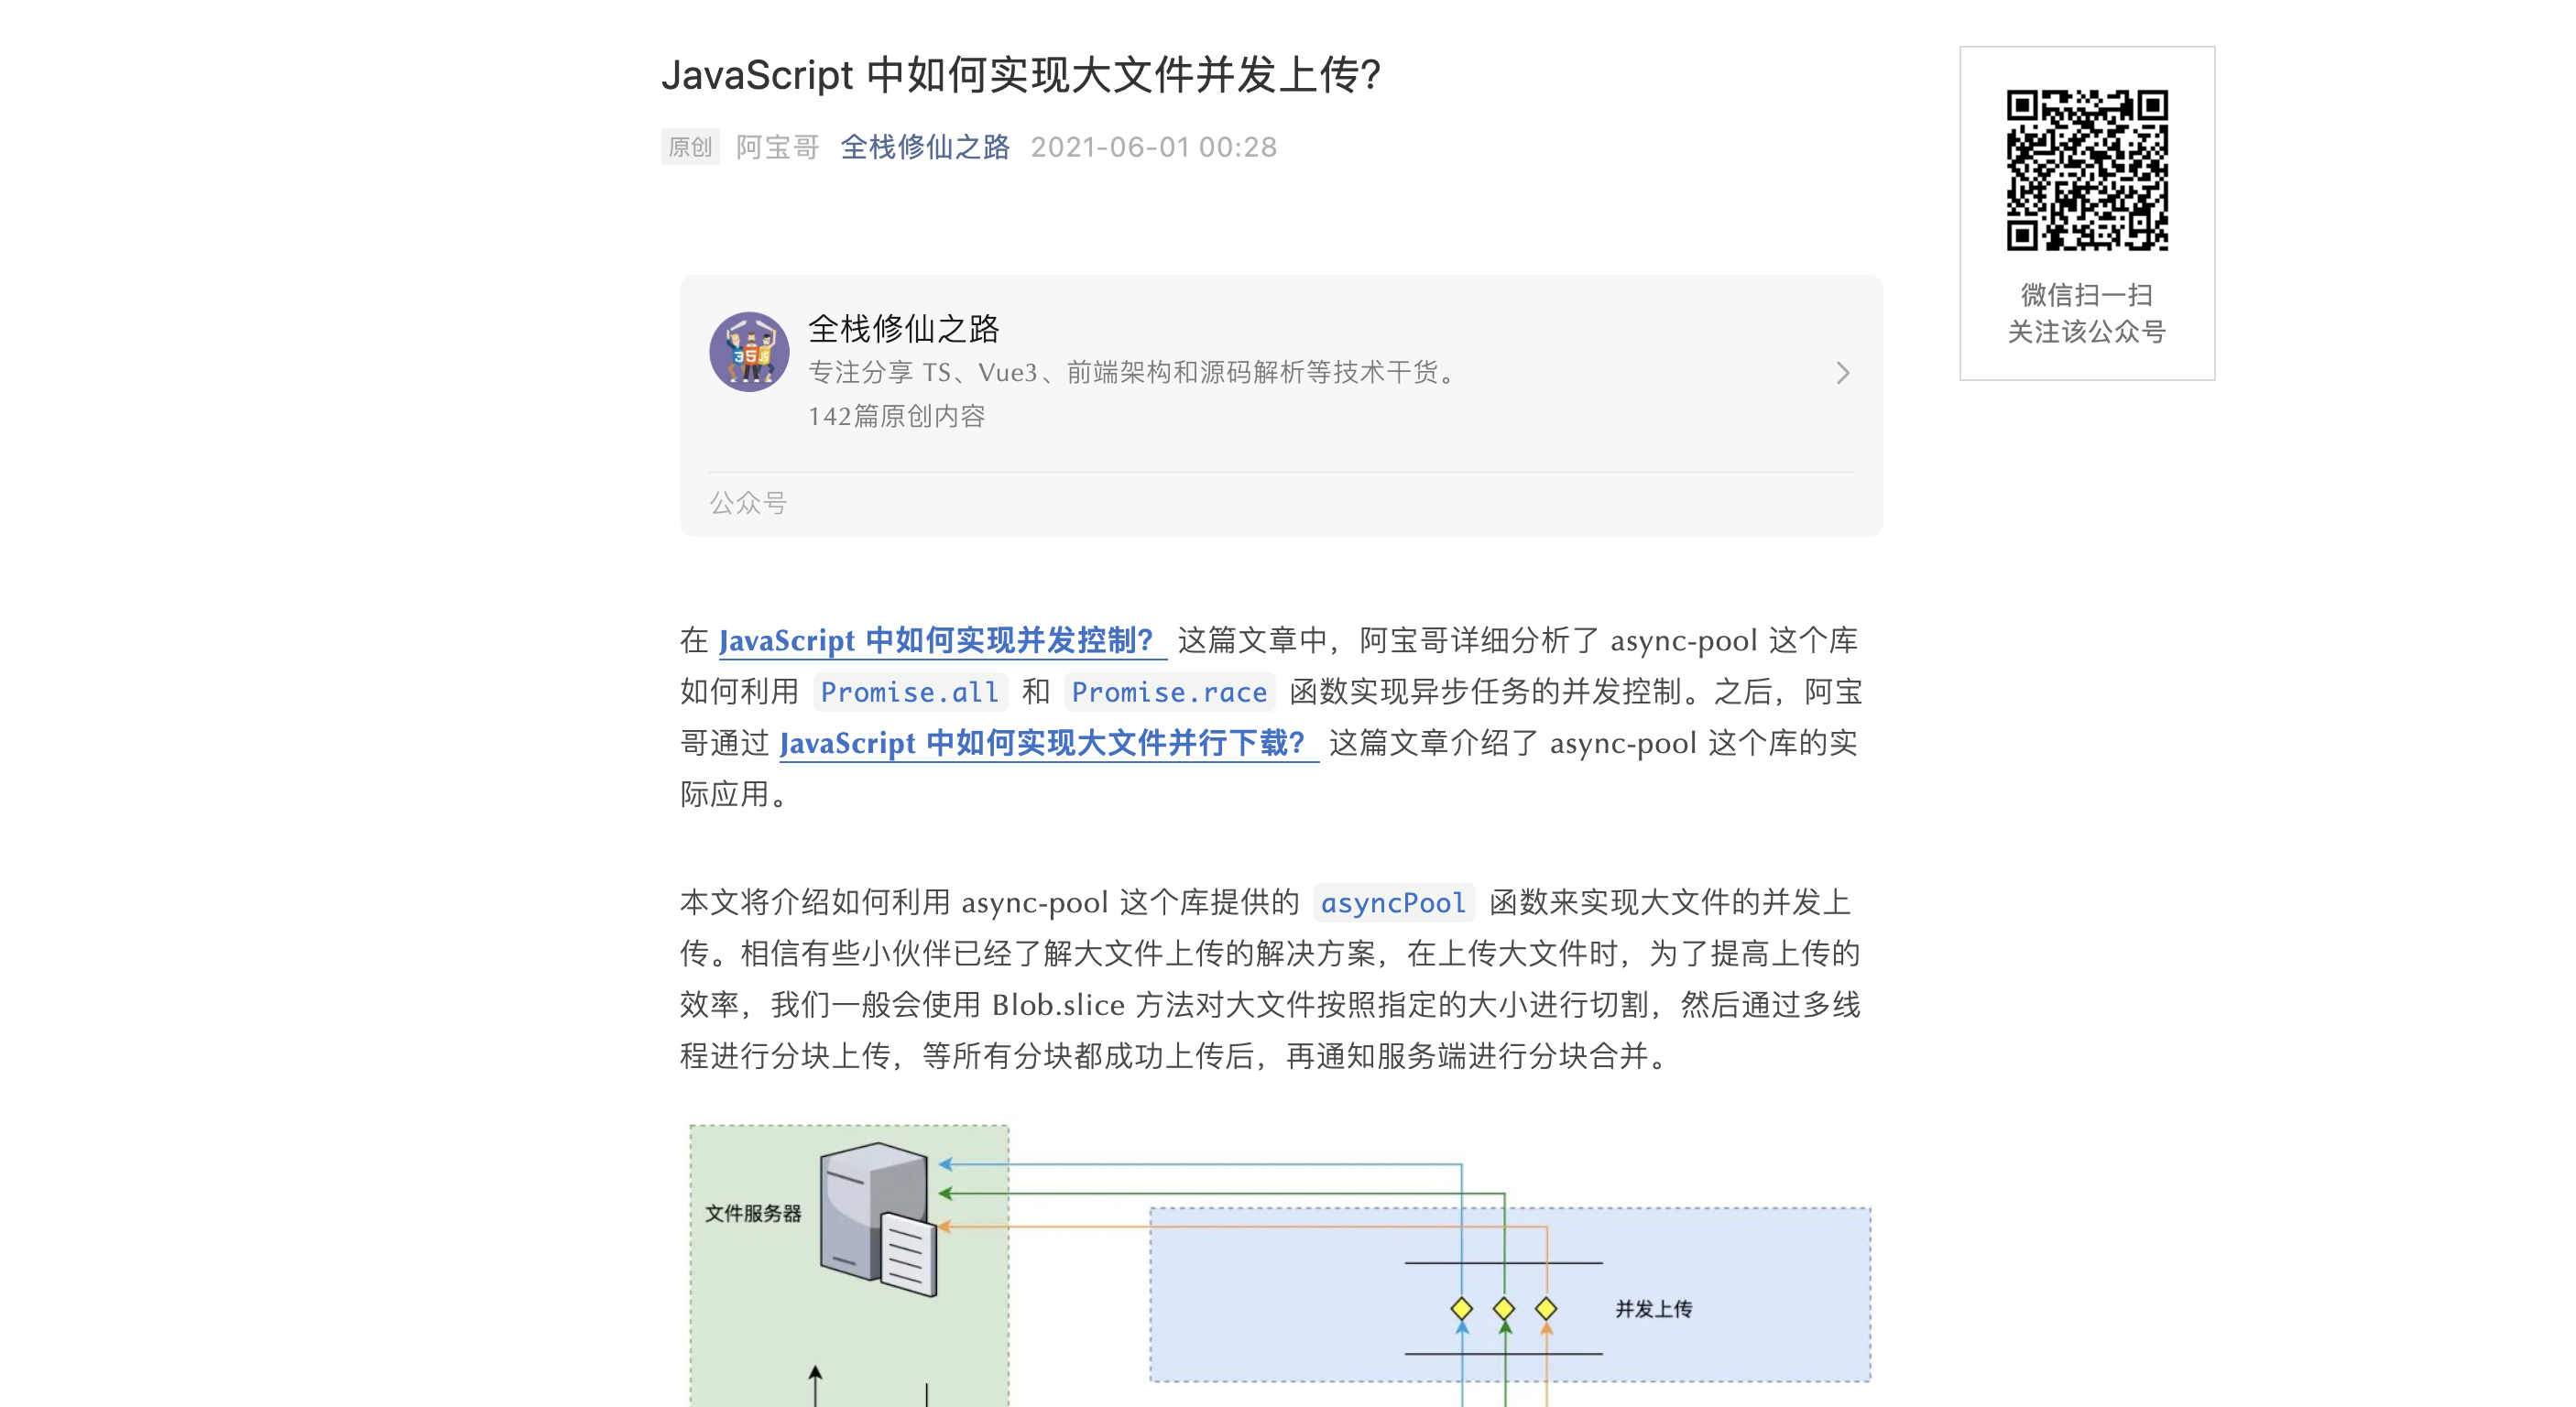 JavaScript 中如何实现大文件并发上传?
原创 阿宝哥 全栈修仙之路 2021-06-01 00:28
微信扫一扫
关注该公众号
全栈修仙之路
专注分享 TS、Vue3、前端架构和源码解析等技术干货。
142篇原创内容
公众号
在 JavaScript 中如何实现并发控制？ 这篇文章中，阿宝哥详细分析了 async-pool 这个库
如何利用 Promise.all 和 Promise.race 函数实现异步任务的并发控制。之后，阿宝
哥通过 JavaScript 中如何实现大文件并行下载？ 这篇文章介绍了 async-pool 这个库的实
际应用。
本文将介绍如何利用 async-pool 这个库提供的 asyncPool 函数来实现大文件的并发上
传。相信有些小伙伴已经了解大文件上传的解决方案，在上传大文件时，为了提高上传的
效率，我们一般会使用 Blob.slice 方法对大文件按照指定的大小进行切割，然后通过多线
程进行分块上传，等所有分块都成功上传后，再通知服务端进行分块合并。
文件服务器
并发上传